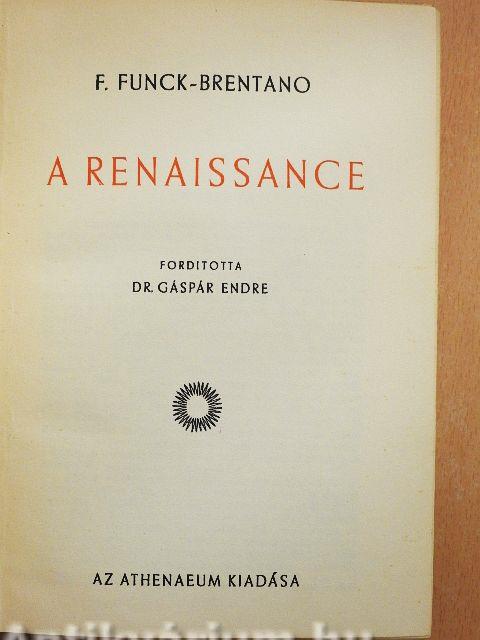 F. FUNCK-BRENTANO
A RENAISSANCE
FORDITOTTA
DR. GÁSPÁR ENDRE
AZ ATHENAEUM KIADÁSA